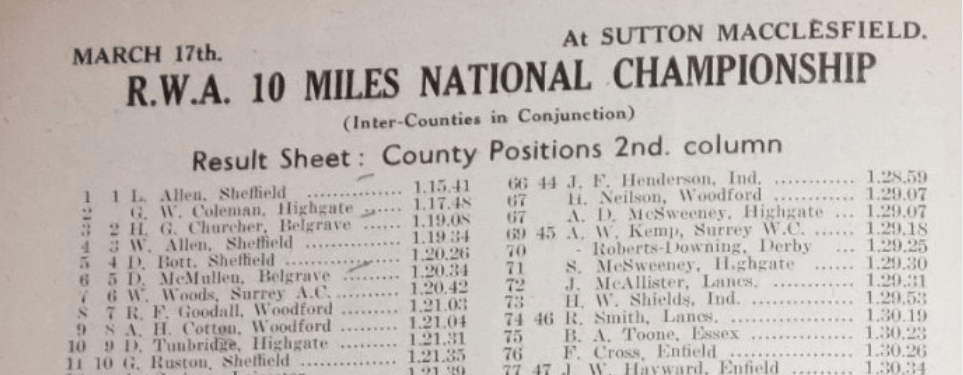 MARCH 17th.
At SUTTON MACCLESFIELD.
R.W.A. 10 MILES NATIONAL CHAMPIONSHIP
(Inter-Counties in Conjunction)
Result Sheet: County Positions 2nd. column
1 1 L. Allen, Sheffield ............... 1.15.41
2 G. W. Coleman, Highgate ...... 1.17.48
3 2 H. G. Churcher, Belgrave ...... 1.19.08
4 3 W. Allen, Sheffield ............... 1.19.34
5 4 D. Bott, Sheffield .................. 1.20.26
6 5 D. McMullen, Belgrave ......... 1.20.34
7 6 W. Woods, Surrey A.C. ......... 1.20.42
8 7 R. F. Goodall, Woodford ...... 1.21.03
9 8 A. H. Cotton, Woodford ......... 1.21.04
10 9 D. Tunbridge, Highgate ......... 1.21.31
11 10 G. Ruston, Sheffield ............ 1.21.35
1.21.39
66 44 J. F. Henderson, Ind. ............ 1.28.59
67 H. Neilson, Woodford ............ 1.29.07
67 A. D. McSweeney, Highgate ... 1.29.07
69 45 A. W. Kemp, Surrey W.C. ...... 1.29.18
70 - Roberts-Downing, Derby ... 1.29.25
71 S. McSweeney, Highgate ...... 1.29.30
72 J. McAllister, Lancs. ............ 1.29.31
73 H. W. Shields, Ind. ............... 1.29.53
74 46 R. Smith, Lancs. .................. 1.30.19
75 B. A. Toone, Essex ............... 1.30.23
76 F. Cross, Enfield .................. 1.30.26
77 47 J. W. Hayward, Enfield ......... 1.30.34